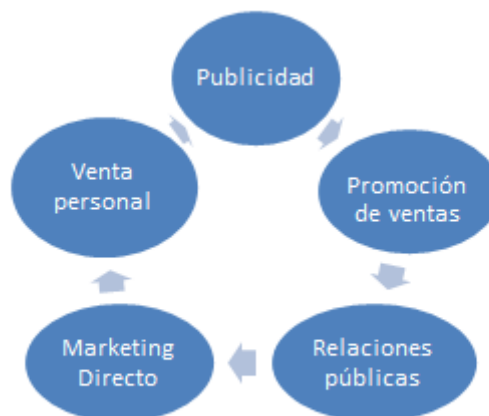 Publicidad
Promoción
de ventas
Relaciones
públicas
Marketing
Directo
Venta
personal